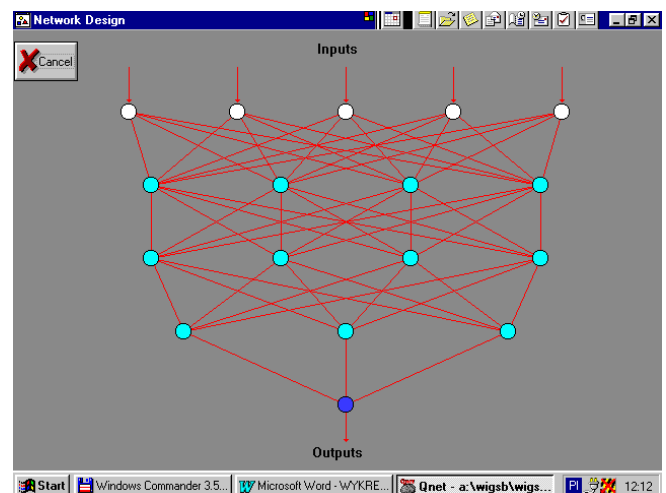 Network Design
Inputs
Cancel
Outputs
Start
Windows Commander 3.5...
Microsoft Word - WYKRE...
Qnet - a:\wigsb\wigs...
Pl
12:12